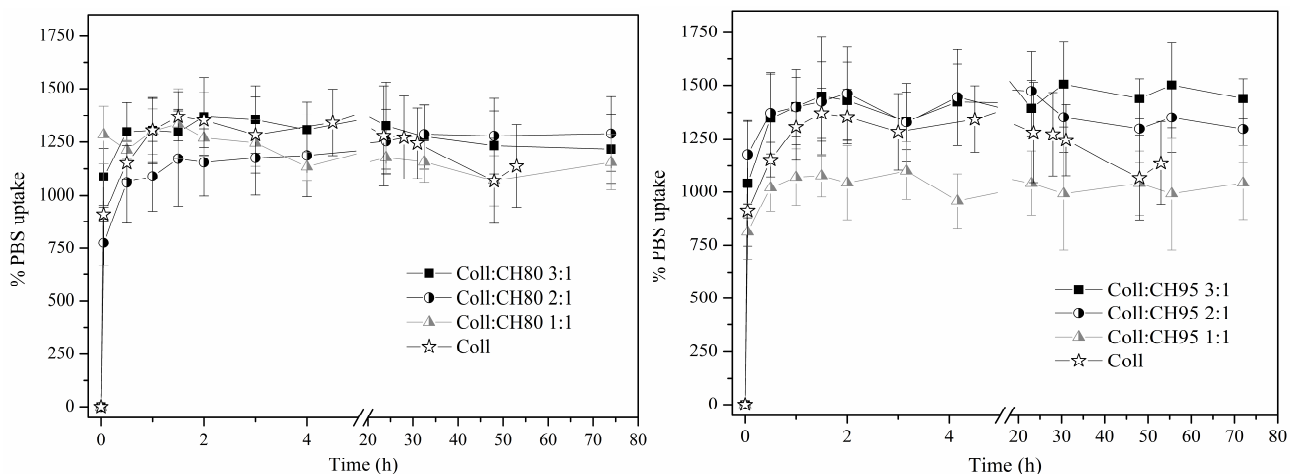 1750
1500
1250
1000
750
500
250
0
% PBS uptake
Coll:CH80 3:1
Coll:CH80 2:1
Coll:CH80 1:1
Coll
0 2 4 20 30 40 50 60 70 80
Time (h)
1750
1500
1250
1000
750
500
250
0
% PBS uptake
Coll:CH95 3:1
Coll:CH95 2:1
Coll:CH95 1:1
Coll
0 2 4 20 30 40 50 60 70 80
Time (h)